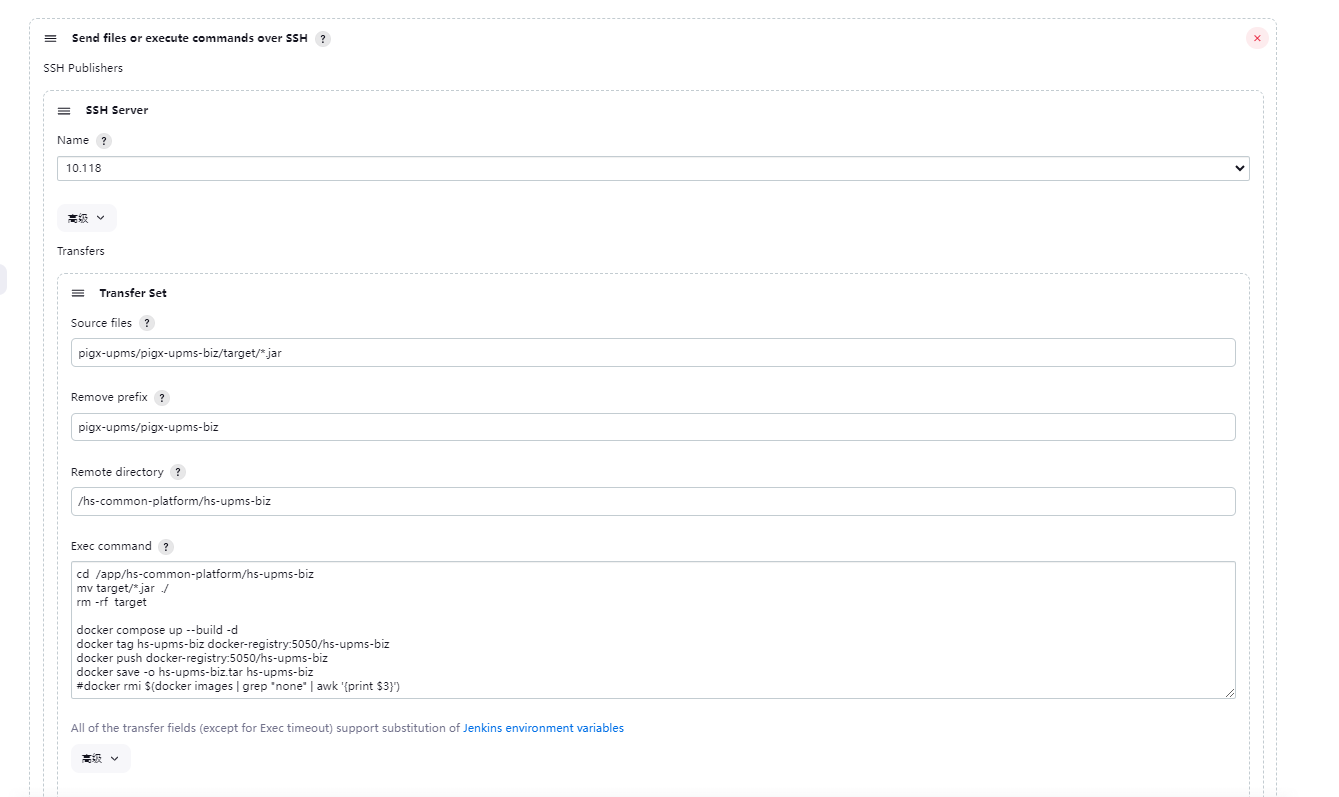 Send files or execute commands over SSH ?
SSH Publishers
SSH Server
Name ?
10.118
高级
Transfers
Transfer Set
Source files ?
pigx-upms/pigx-upms-biz/target/*.jar
Remove prefix ?
pigx-upms/pigx-upms-biz
Remote directory ?
/hs-common-platform/hs-upms-biz
Exec command ?
cd  /app/hs-common-platform/hs-upms-biz
mv target/*.jar  ./
rm -rf  target
docker compose up --build -d
docker tag hs-upms-biz docker-registry:5050/hs-upms-biz
docker push docker-registry:5050/hs-upms-biz
docker save -o hs-upms-biz.tar hs-upms-biz
#docker rmi $(docker images | grep "none" | awk '{print $3}')
All of the transfer fields (except for Exec timeout) support substitution of Jenkins environment variables
高级